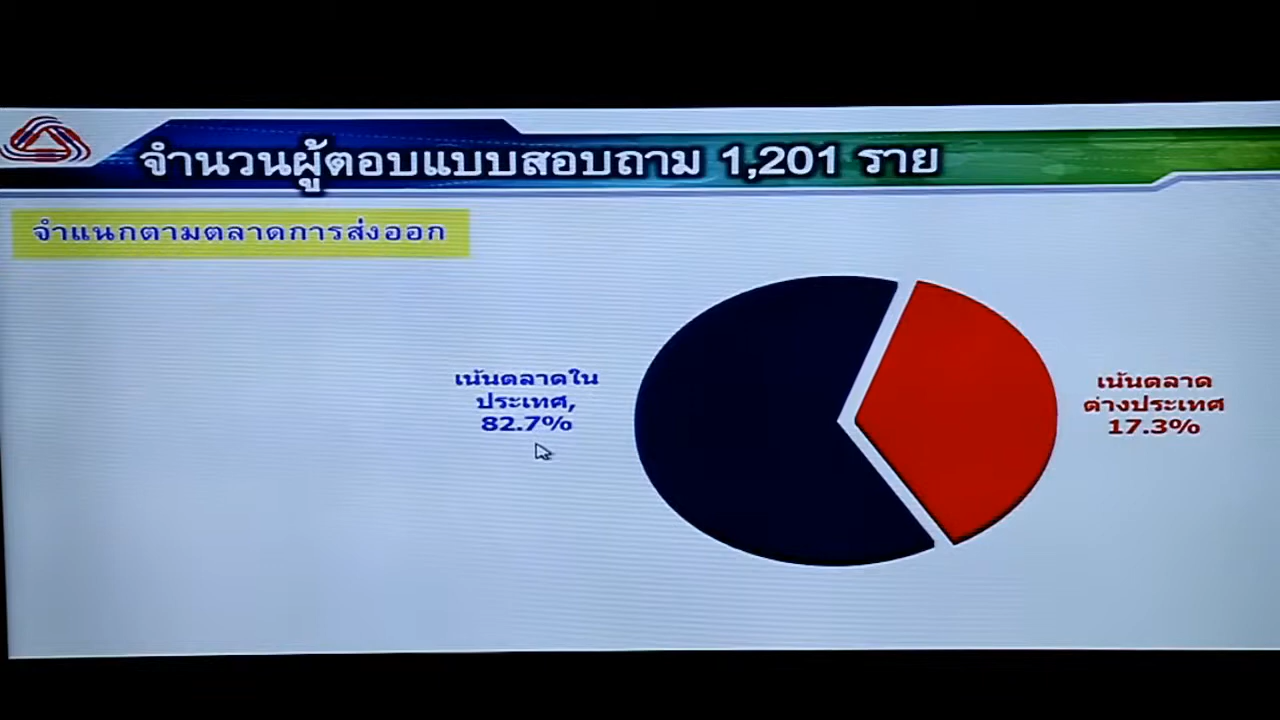 จำนวนผู้ตอบแบบสอบถาม 1,201 ราย
จำแนกตามตลาดการส่งออก
เน้นตลาดใน
ประเทศ,
82.7%
เน้นตลาด
ต่างประเทศ
17.3%